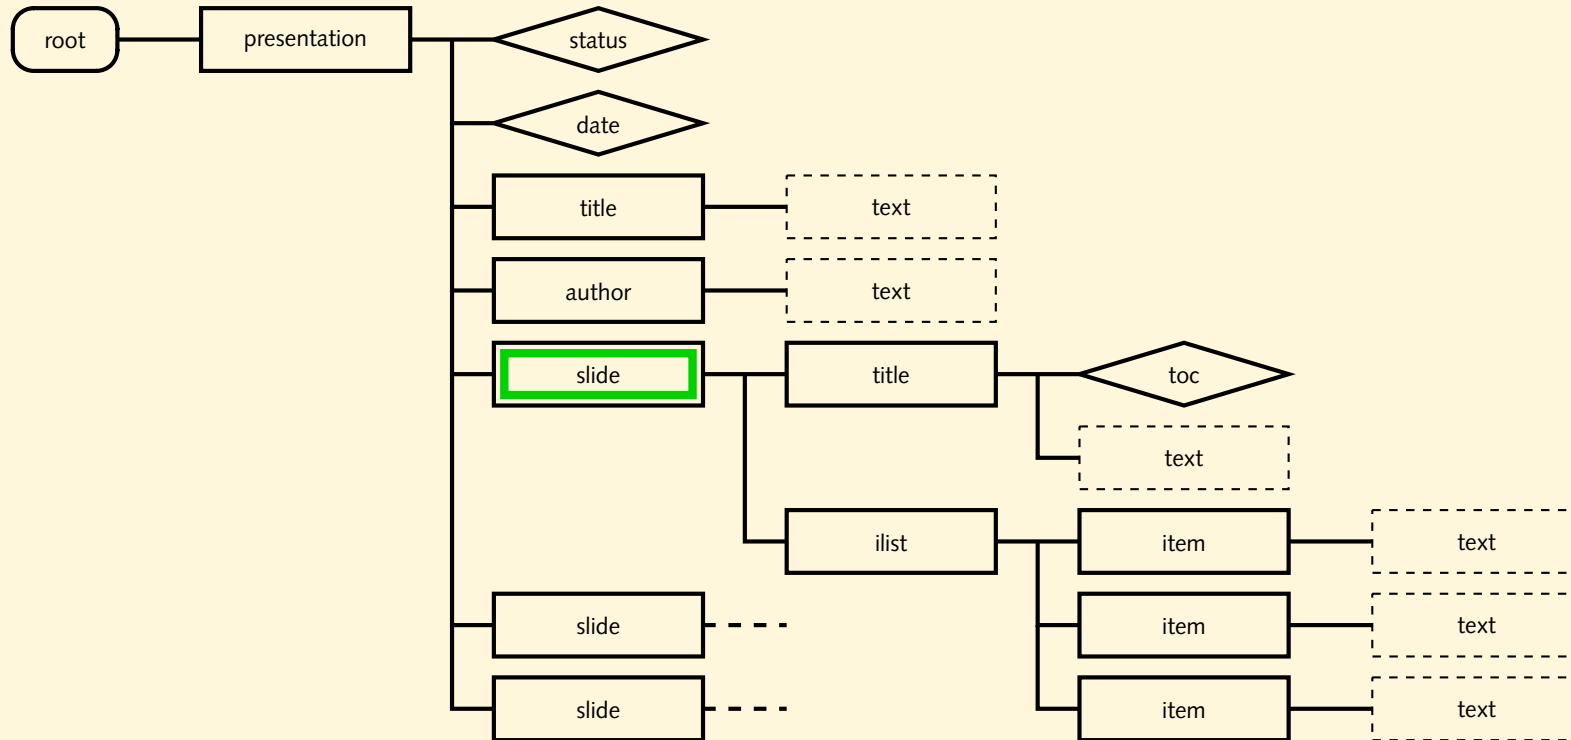 root presentation status
date
title text
author text
slide title toc
text
ilist item text
slide item text
slide item text